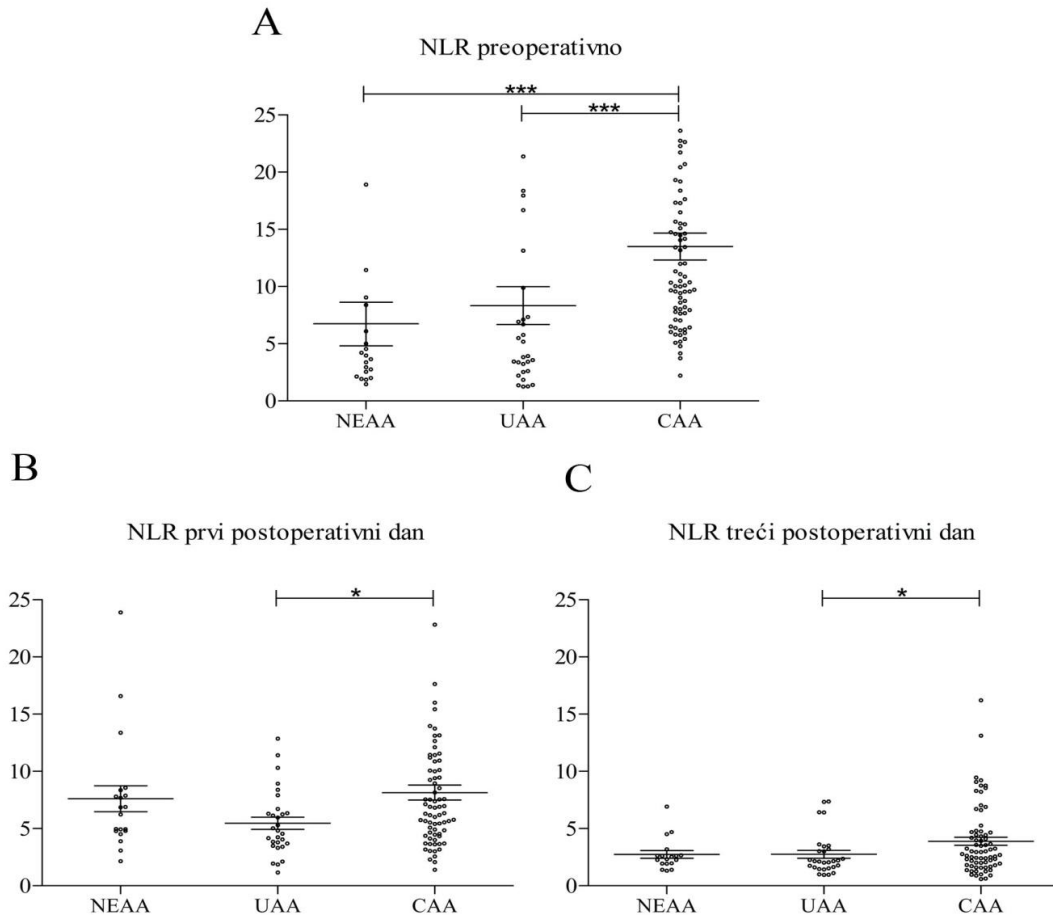 A
NLR preoperativno
***
***
25
20
15
10
5
0
NEAA UAA CAA
B
NLR prvi postoperativni dan
*
25
20
15
10
5
0
NEAA UAA CAA
C
NLR treći postoperativni dan
*
25
20
15
10
5
0
NEAA UAA CAA